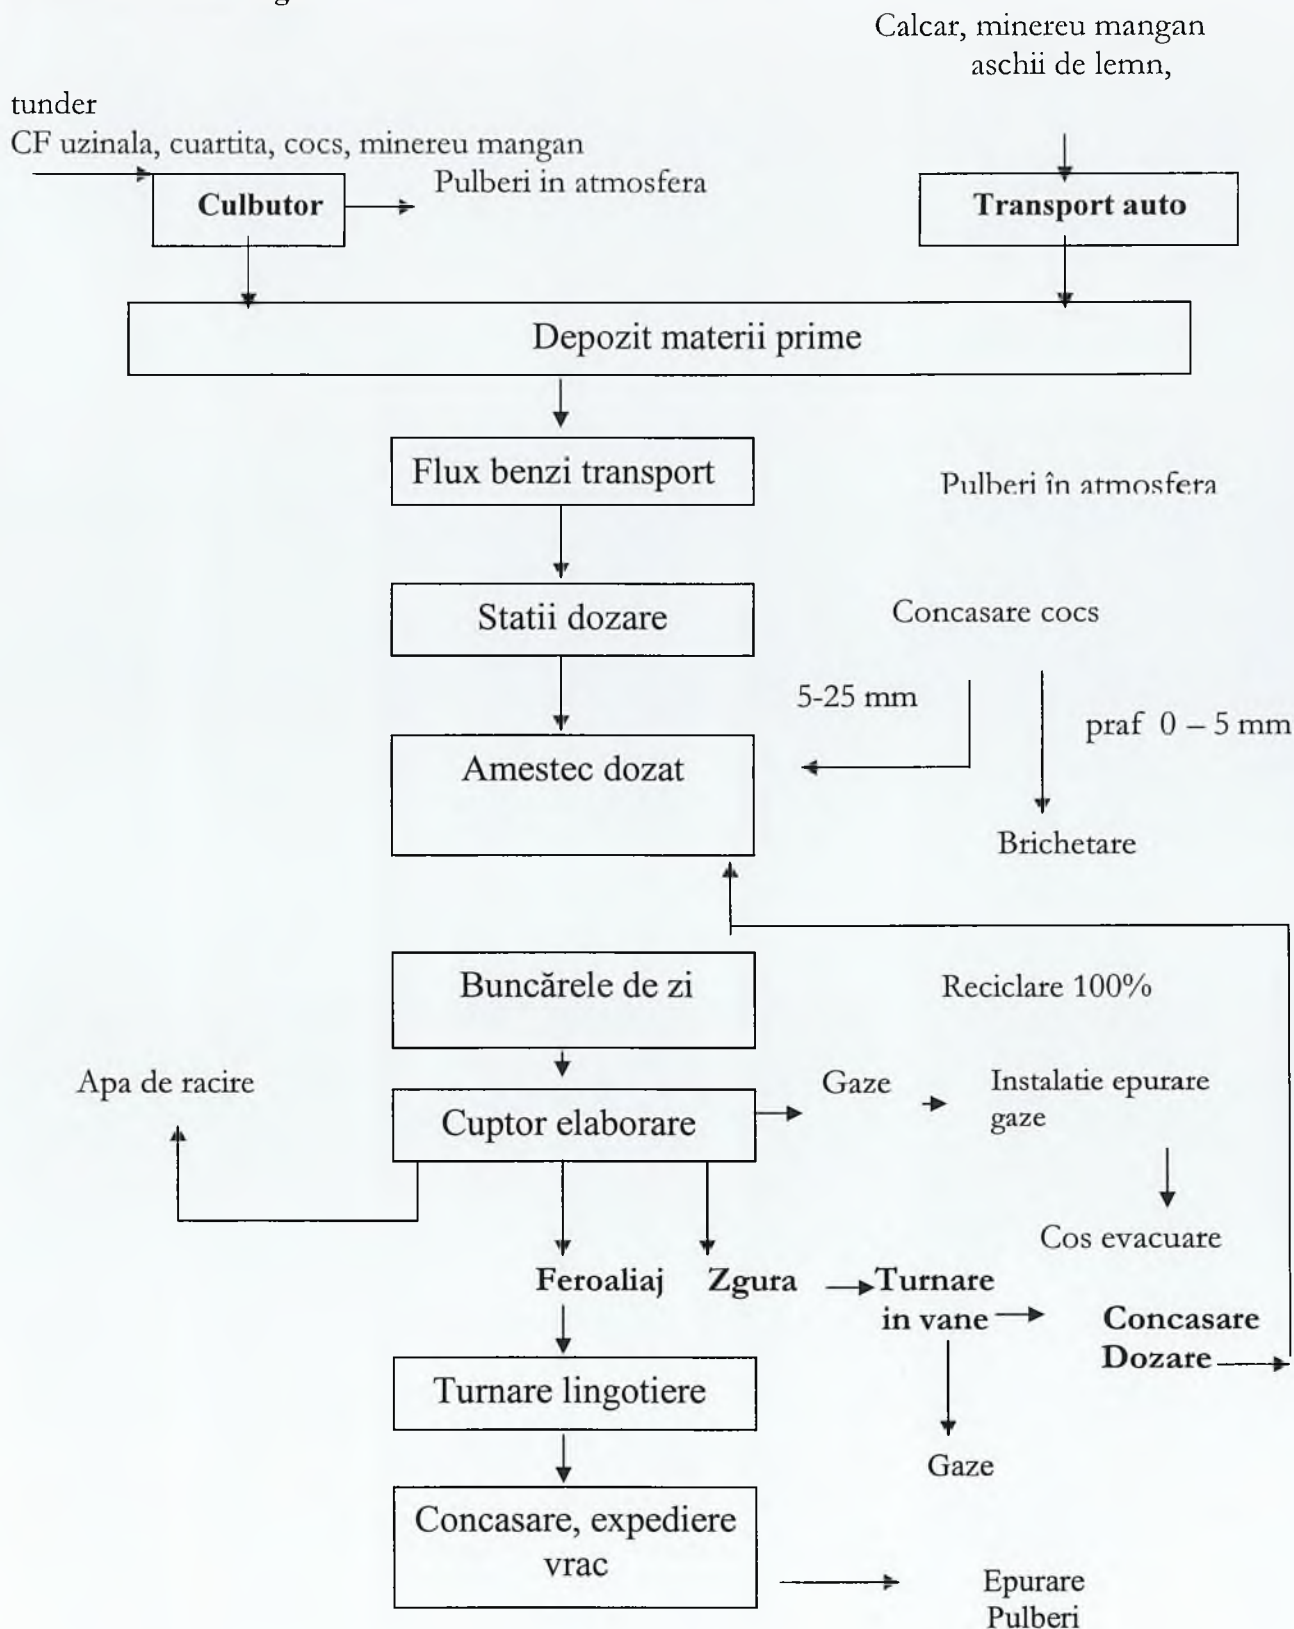 Calcar, minereu mangan
aschii de lemn,
tunder
CF uzinala, cuartita, cocs, minereu mangan
Pulberi in atmosfera
Culbutor
Transport auto
Depozit materii prime
Flux benzi transport
Pulberi în atmosfera
Statii dozare
Concasare cocs
5-25 mm
praf 0 – 5 mm
Amestec dozat
Brichetare
Buncărele de zi
Reciclare 100%
Apa de racire
Gaze
Instalatie epurare
gaze
Cuptor elaborare
Cos evacuare
Feroaliaj
Zgura
Turnare
in vane
Concasare
Dozare
Turnare lingotiere
Gaze
Concasare, expediere
vrac
Epurare
Pulberi